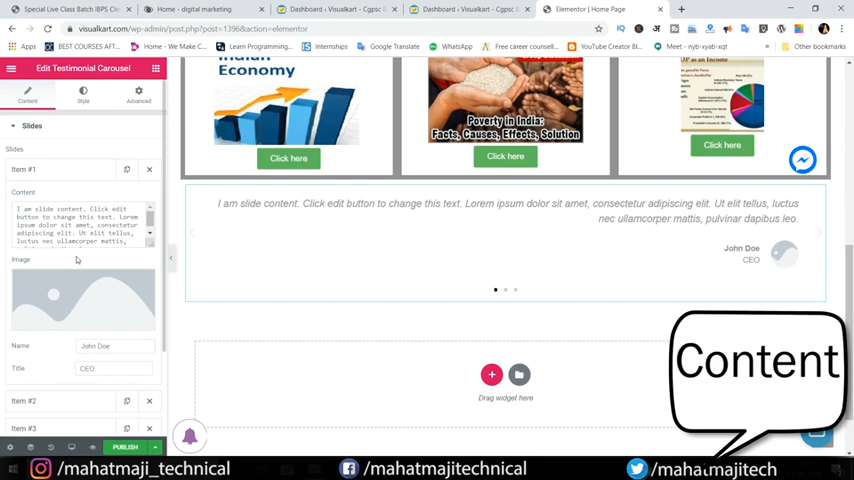 Special Live Class Batch IBPS Cle
Home - digital marketing
Dashboard ‹ Visualkart - Cgpsc B
Dashboard ‹ Visualkart - Cgpsc B
Elementor | Home Page
visualkart.com/wp-admin/post.php?post=1396&action=elementor
Apps
BEST COURSES AFT...
Home - We Make C...
Learn Programming...
Internships
Google Translate
WhatsApp
Free career counsell...
YouTube Creator Bl...
Meet - nyb-xyab-xqt
Other bookmarks
Edit Testimonial Carousel
Content
Style
Advanced
Slides
Slides
Item #1
Content
I am slide content. Click edit
button to change this text. Lorem
ipsum dolor sit amet, consectetur
adipiscing elit. Ut elit tellus,
luctus nec ullamcorper mattis,
Image
Name
John Doe
Title
CEO
Item #2
Item #3
PUBLISH
Indian
Economy
Click here
Poverty in India:
Facts, Causes, Effects, Solution
Click here
Click here
I am slide content. Click edit button to change this text. Lorem ipsum dolor sit amet, consectetur adipiscing elit. Ut elit tellus, luctus
nec ullamcorper mattis, pulvinar dapibus leo.
John Doe
CEO
Drag widget here
Content
/mahatmaji_technical
/mahatmajitechnical
/mahatmajitech